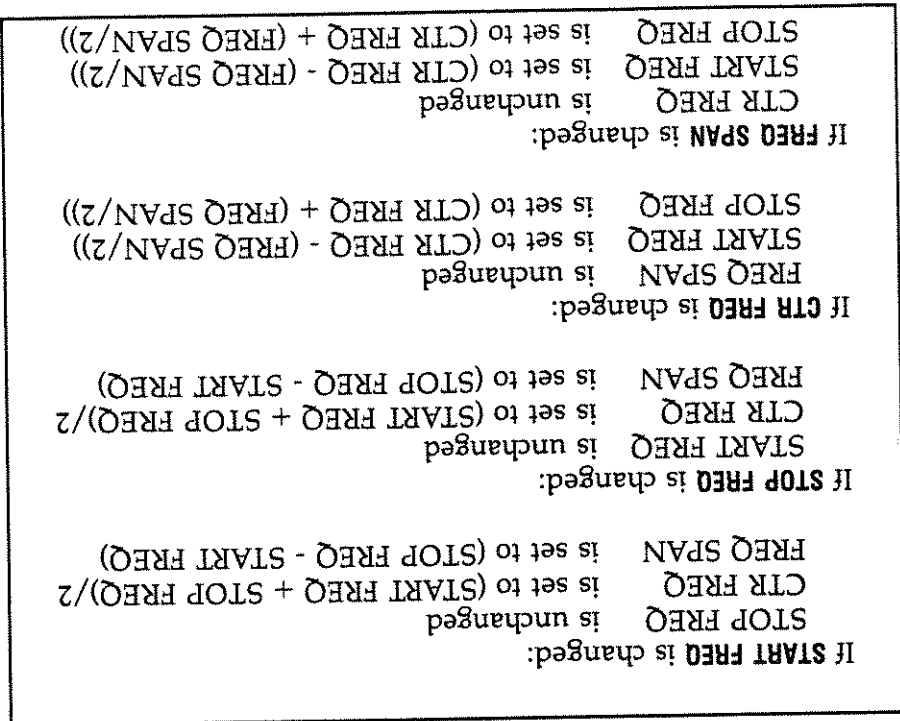 If START FREQ is changed:
STOP FREQ is unchanged
CTR FREQ is set to (START FREQ + STOP FREQ)/2
FREQ SPAN is set to (STOP FREQ - START FREQ)
If STOP FREQ is changed:
START FREQ is unchanged
CTR FREQ is set to (START FREQ + STOP FREQ)/2
FREQ SPAN is set to (STOP FREQ - START FREQ)
If CTR FREQ is changed:
FREQ SPAN is unchanged
START FREQ is set to (CTR FREQ - (FREQ SPAN/2))
STOP FREQ is set to (CTR FREQ + (FREQ SPAN/2))
If FREQ SPAN is changed:
CTR FREQ is unchanged
START FREQ is set to (CTR FREQ - (FREQ SPAN/2))
STOP FREQ is set to (CTR FREQ + (FREQ SPAN/2))